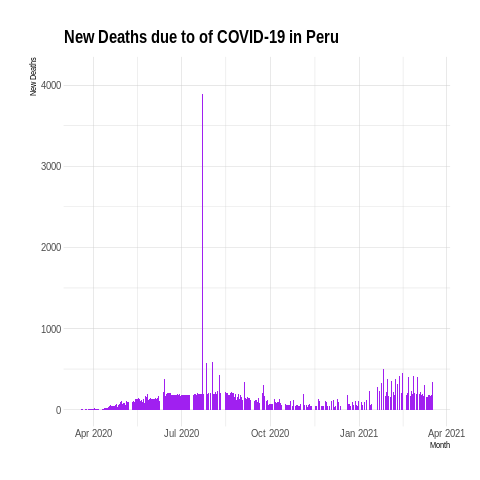 New Deaths due to of COVID-19 in Peru
New Deaths
4000
3000
2000
1000
0
Apr 2020 Jul 2020 Oct 2020 Jan 2021 Apr 2021
Month